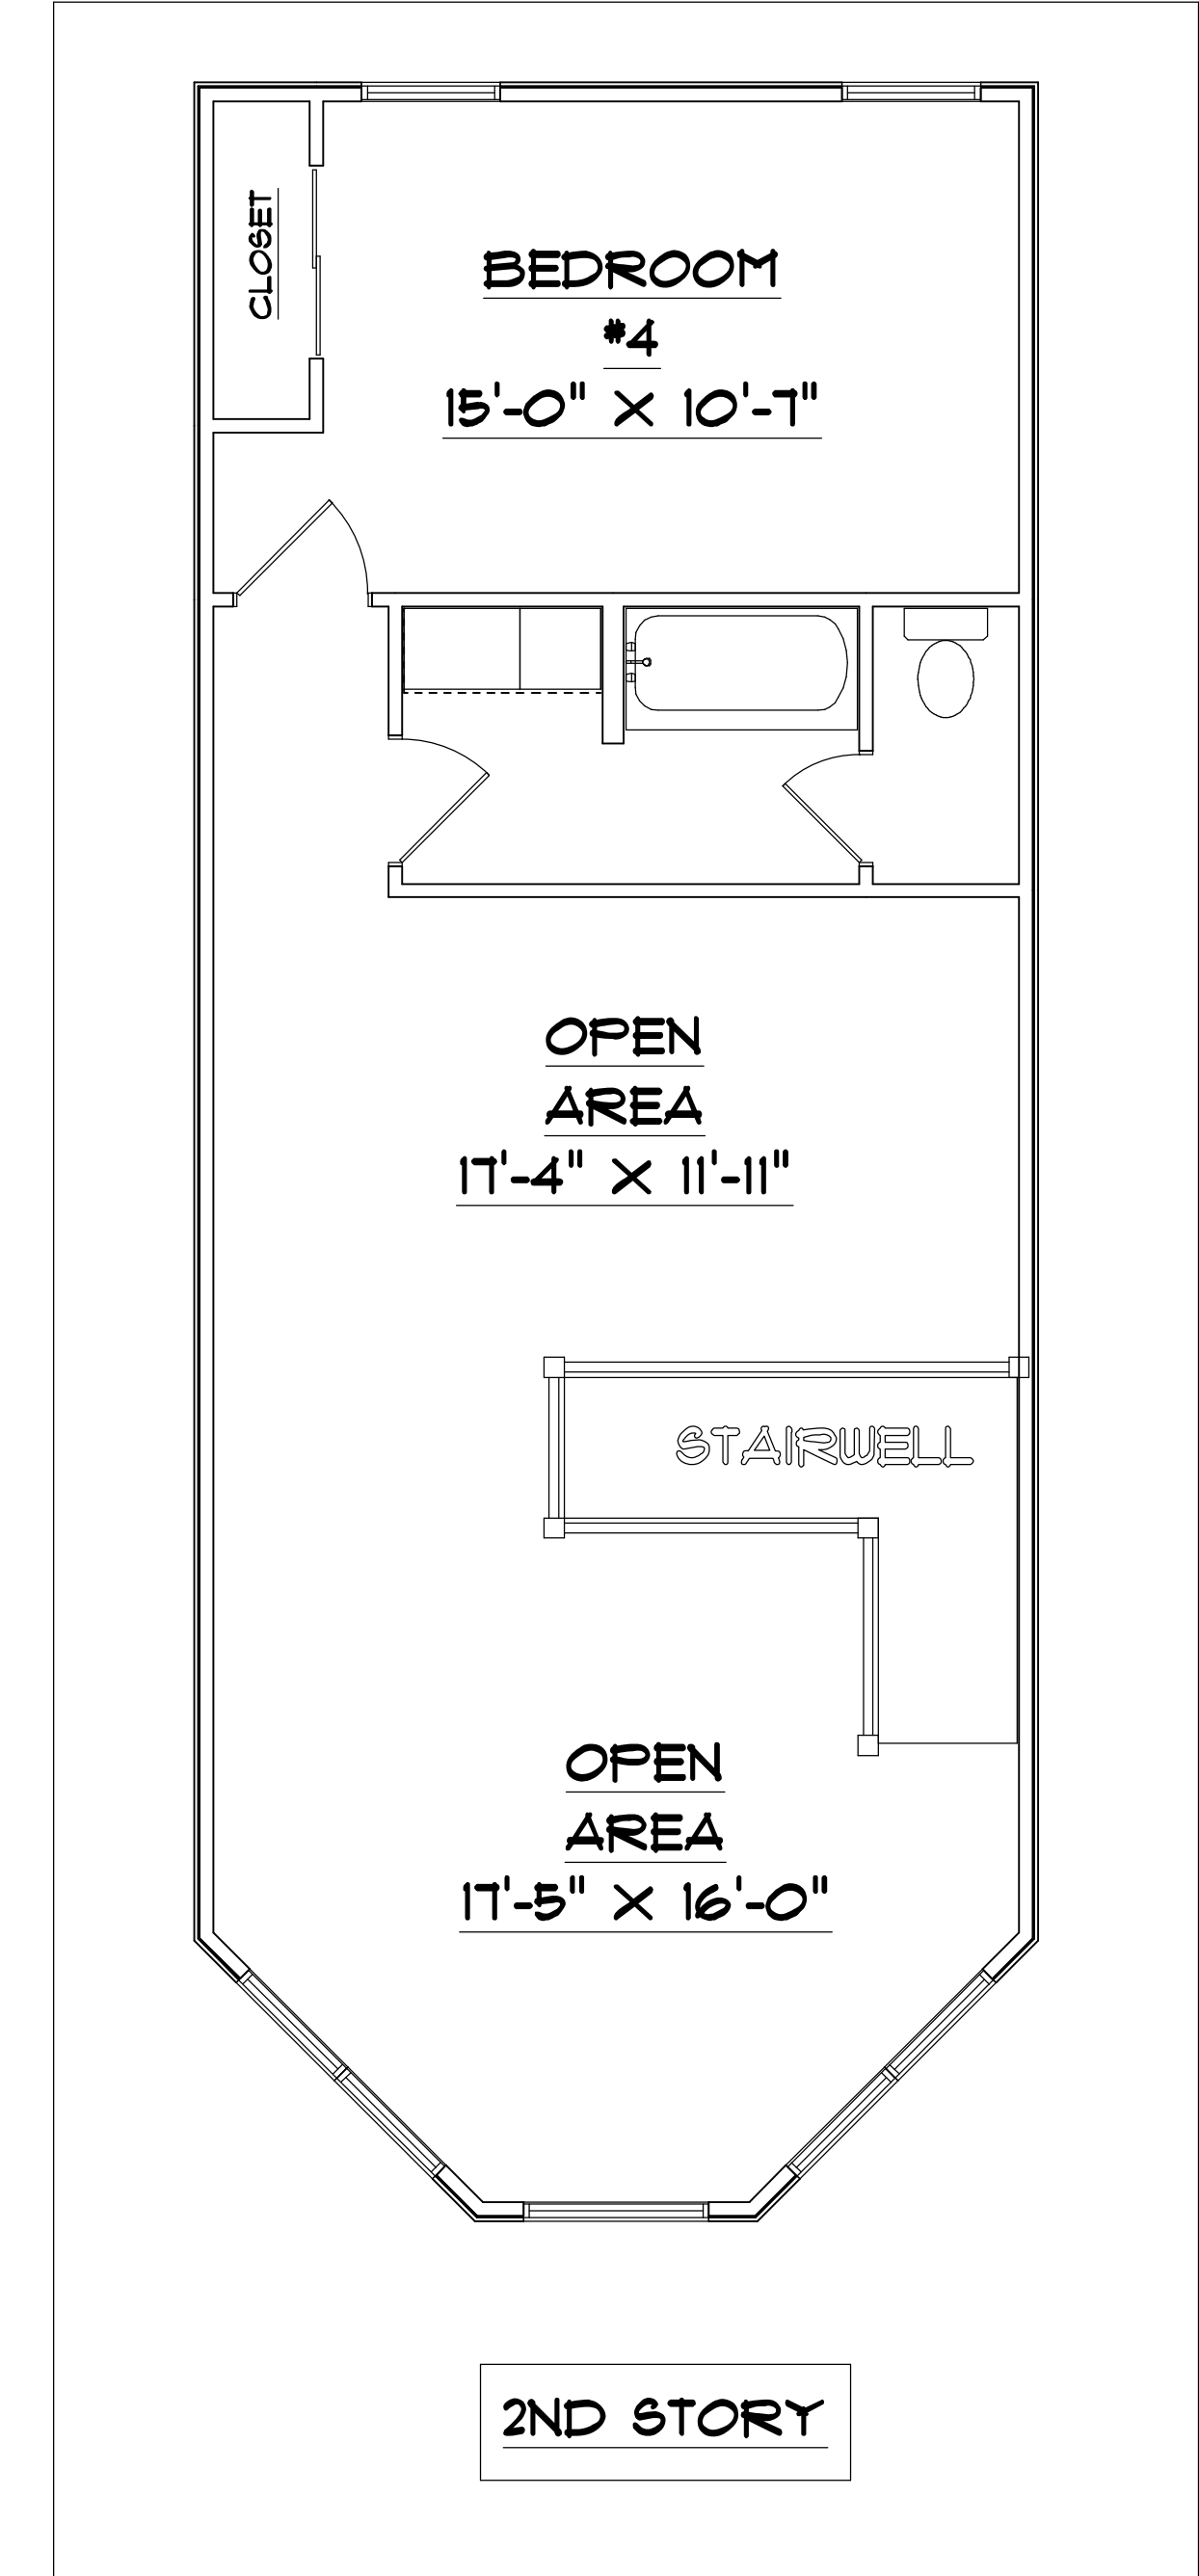 CLOSET
BEDROOM
#4
15'-0" X 10'-7"
OPEN
AREA
17'-4" X 11'-11"
STAIRWELL
OPEN
AREA
17'-5" X 16'-0"
2ND STORY